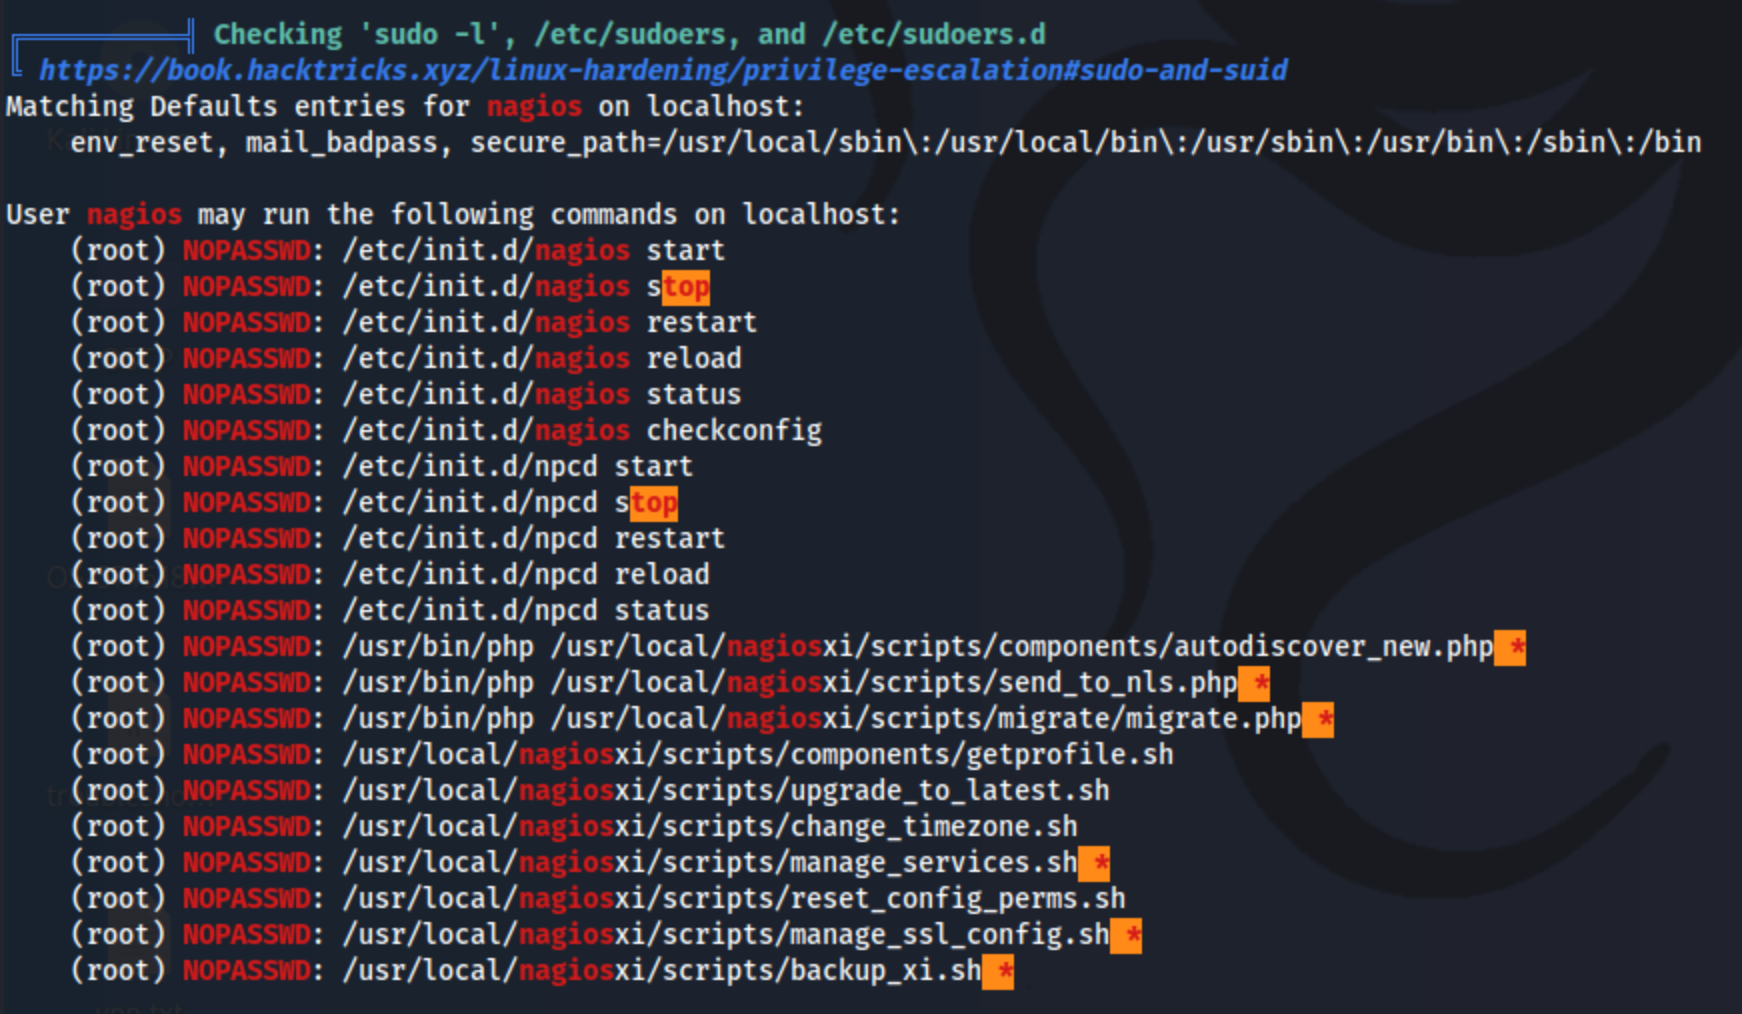 Checking 'sudo -l', /etc/sudoers, and /etc/sudoers.d
https://book.hacktricks.xyz/linux-hardening/privilege-escalation#sudo-and-suid
Matching Defaults entries for nagios on localhost:
    env_reset, mail_badpass, secure_path=/usr/local/sbin\:/usr/local/bin\:/usr/sbin\:/usr/bin\:/sbin\:/bin

User nagios may run the following commands on localhost:
    (root) NOPASSWD: /etc/init.d/nagios start
    (root) NOPASSWD: /etc/init.d/nagios stop
    (root) NOPASSWD: /etc/init.d/nagios restart
    (root) NOPASSWD: /etc/init.d/nagios reload
    (root) NOPASSWD: /etc/init.d/nagios status
    (root) NOPASSWD: /etc/init.d/nagios checkconfig
    (root) NOPASSWD: /etc/init.d/npcd start
    (root) NOPASSWD: /etc/init.d/npcd stop
    (root) NOPASSWD: /etc/init.d/npcd restart
    (root) NOPASSWD: /etc/init.d/npcd reload
    (root) NOPASSWD: /etc/init.d/npcd status
    (root) NOPASSWD: /usr/bin/php /usr/local/nagiosxi/scripts/components/autodiscover_new.php *
    (root) NOPASSWD: /usr/bin/php /usr/local/nagiosxi/scripts/send_to_nls.php *
    (root) NOPASSWD: /usr/bin/php /usr/local/nagiosxi/scripts/migrate/migrate.php *
    (root) NOPASSWD: /usr/local/nagiosxi/scripts/components/getprofile.sh
    (root) NOPASSWD: /usr/local/nagiosxi/scripts/upgrade_to_latest.sh
    (root) NOPASSWD: /usr/local/nagiosxi/scripts/change_timezone.sh
    (root) NOPASSWD: /usr/local/nagiosxi/scripts/manage_services.sh *
    (root) NOPASSWD: /usr/local/nagiosxi/scripts/reset_config_perms.sh
    (root) NOPASSWD: /usr/local/nagiosxi/scripts/manage_ssl_config.sh *
    (root) NOPASSWD: /usr/local/nagiosxi/scripts/backup_xi.sh *